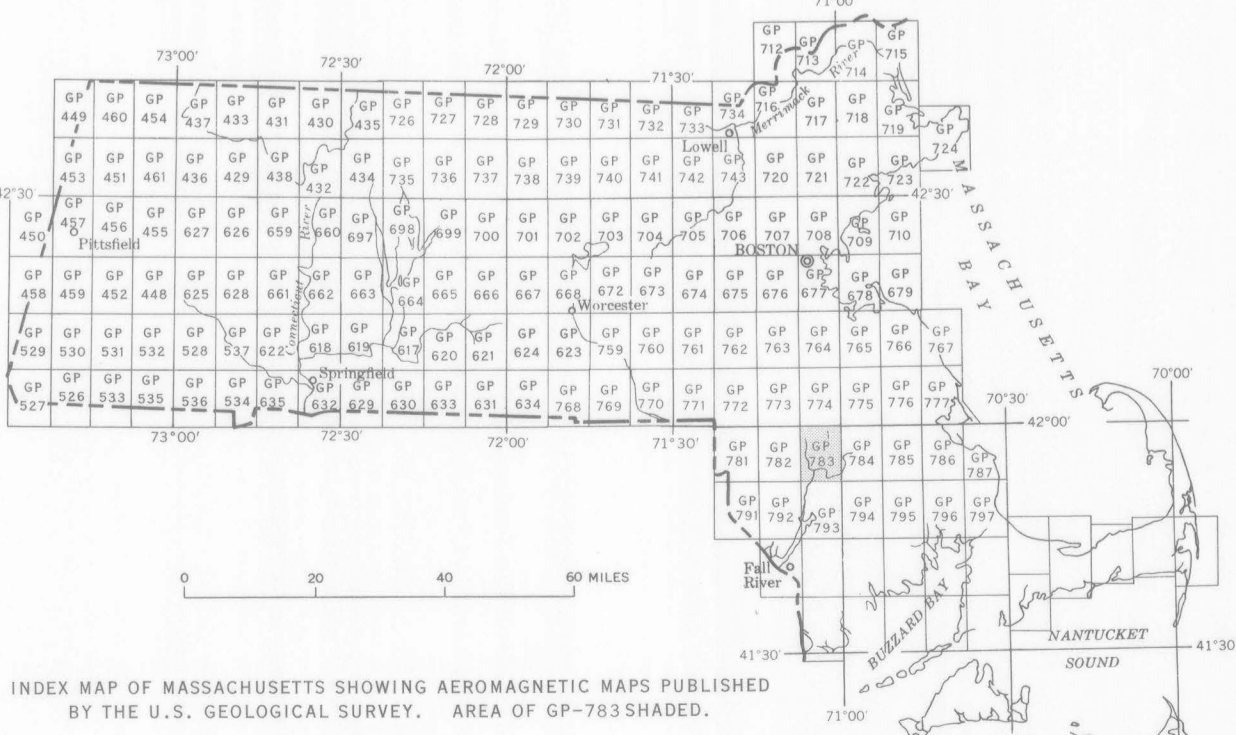 71°00'
GP 712 GP 713 GP 714 GP 715
73°00' 72°30' 72°00' 71°30'
GP 449 GP 460 GP 454 GP 437 GP 433 GP 431 GP 430 GP 435 GP 726 GP 727 GP 728 GP 729 GP 730 GP 731 GP 732 GP 733 GP 734 GP 716 GP 717 GP 718 GP 719 GP 724
Merrimack River
Lowell
GP 453 GP 451 GP 461 GP 436 GP 429 GP 438 GP 432 GP 434 GP 735 GP 736 GP 737 GP 738 GP 739 GP 740 GP 741 GP 742 GP 743 GP 720 GP 721 GP 722 GP 723
42°30' 42°30'
GP 450 GP 457 GP 456 GP 455 GP 627 GP 626 GP 659 GP 660 GP 697 GP 698 GP 699 GP 700 GP 701 GP 702 GP 703 GP 704 GP 705 GP 706 GP 707 GP 708 GP 709 GP 710
Pittsfield
BOSTON
MASSACHUSETTS
BAY
GP 458 GP 459 GP 452 GP 448 GP 625 GP 628 GP 661 GP 662 GP 663 GP 664 GP 665 GP 666 GP 667 GP 668 GP 672 GP 673 GP 674 GP 675 GP 676 GP 677 GP 678 GP 679
Connecticut River
Worcester
GP 529 GP 530 GP 531 GP 532 GP 528 GP 537 GP 622 GP 618 GP 619 GP 617 GP 620 GP 621 GP 624 GP 623 GP 759 GP 760 GP 761 GP 762 GP 763 GP 764 GP 765 GP 766 GP 767
Springfield
GP 527 GP 526 GP 533 GP 535 GP 536 GP 534 GP 635 GP 632 GP 629 GP 630 GP 633 GP 631 GP 634 GP 768 GP 769 GP 770 GP 771 GP 772 GP 773 GP 774 GP 775 GP 776 GP 777
70°30' 70°00'
42°00'
73°00' 72°30' 72°00' 71°30'
GP 781 GP 782 GP 783 GP 784 GP 785 GP 786 GP 787
GP 791 GP 792 GP 793 GP 794 GP 795 GP 796 GP 797
Fall
River
0 20 40 60 MILES
BUZZARD BAY
NANTUCKET
SOUND
41°30' 41°30'
71°00'
INDEX MAP OF MASSACHUSETTS SHOWING AEROMAGNETIC MAPS PUBLISHED
BY THE U.S. GEOLOGICAL SURVEY. AREA OF GP-783 SHADED.